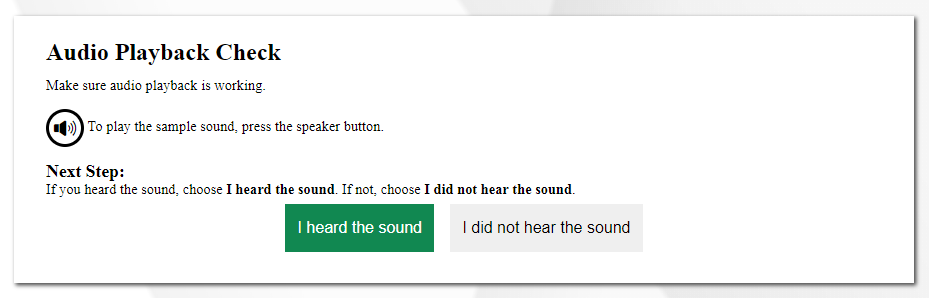 Audio Playback Check
Make sure audio playback is working.
To play the sample sound, press the speaker button.
Next Step:
If you heard the sound, choose I heard the sound. If not, choose I did not hear the sound.
I heard the sound
I did not hear the sound